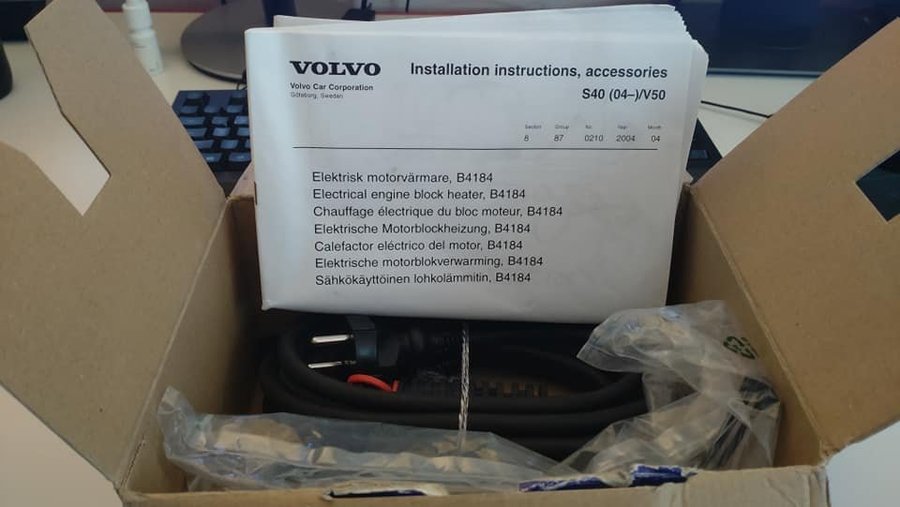 VOLVO
Volvo Car Corporation
Göteborg, Sweden
Installation instructions, accessories
S40 (04–)/V50
Section Group No Year Month
8 87 0210 2004 04
Elektrisk motorvärmare, B4184
Electrical engine block heater, B4184
Chauffage électrique du bloc moteur, B4184
Elektrische Motorblockheizung, B4184
Calefactor eléctrico del motor, B4184
Elektrische motorblokverwarming, B4184
Sähkökäyttöinen lohkolämmitin, B4184